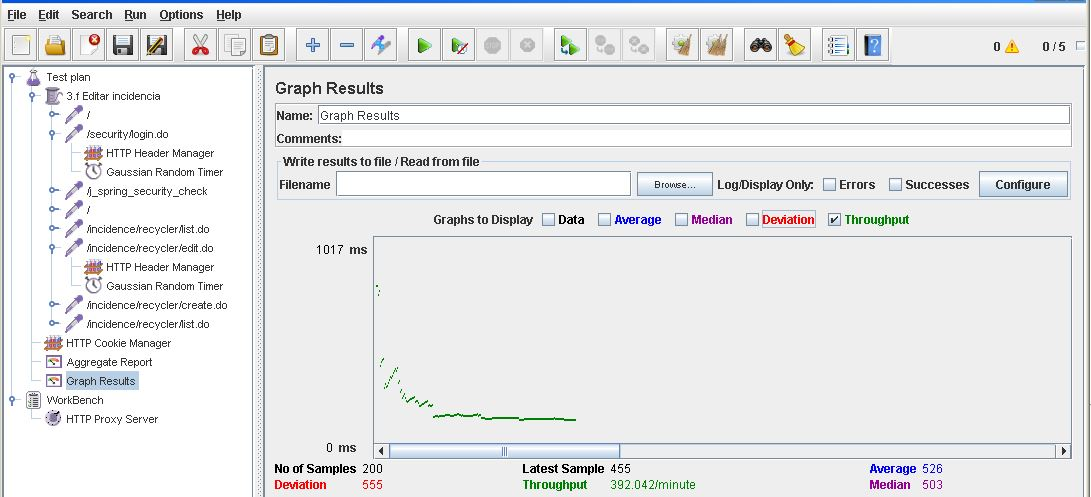 File Edit Search Run Options Help
0 0 / 5
Test plan
3.f Editar incidencia
/
/security/login.do
HTTP Header Manager
Gaussian Random Timer
/j_spring_security_check
/
/incidence/recycler/list.do
/incidence/recycler/edit.do
HTTP Header Manager
Gaussian Random Timer
/incidence/recycler/create.do
/incidence/recycler/list.do
HTTP Cookie Manager
Aggregate Report
Graph Results
WorkBench
HTTP Proxy Server
Graph Results
Name: Graph Results
Comments:
Write results to file / Read from file
Filename Browse... Log/Display Only: Errors Successes Configure
Graphs to Display Data Average Median Deviation Throughput
1017 ms
0 ms
No of Samples 200 Latest Sample 455 Average 526
Deviation 555 Throughput 392.042/minute Median 503